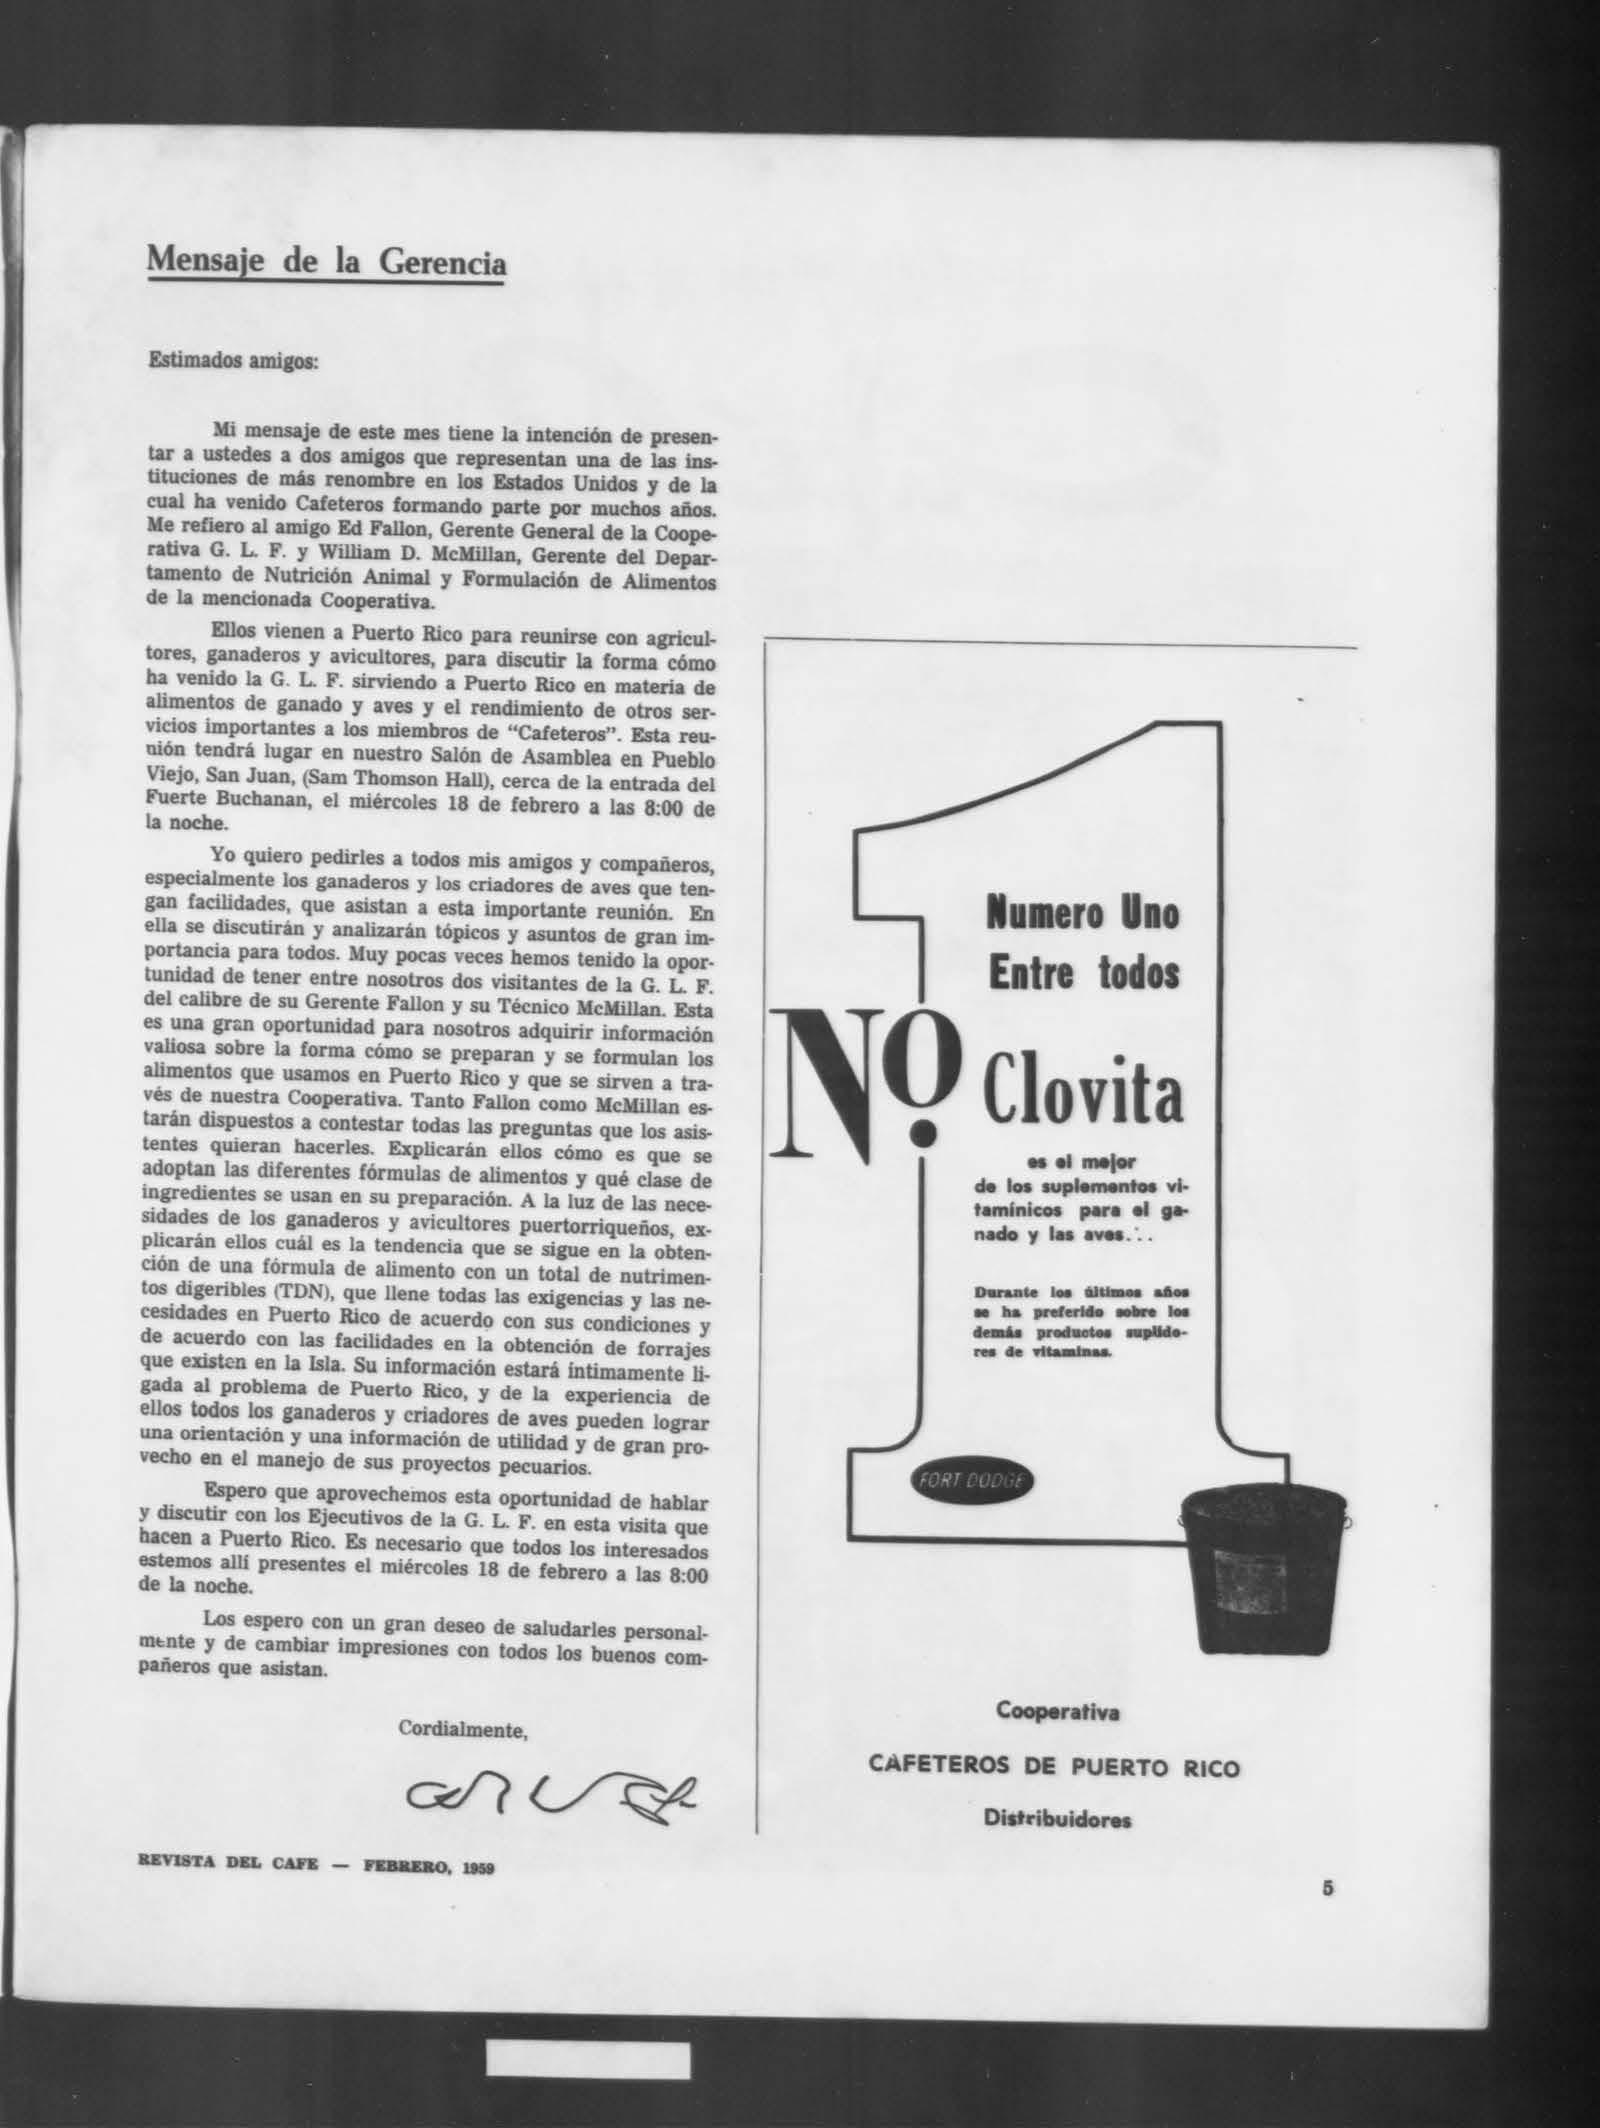 Mensaje de la Gerencia
Estimados amigos:
Mi mensaje de este mes tiene la intención de presen-
tar a ustedes a dos amigos que representan una de las ins-
tituciones de más renombre en los Estados Unidos y de la
cual ha venido Cafeteros formando parte por muchos años.
Me refiero al amigo Ed Fallon, Gerente General de la Coope-
rativa G. L. F. y William D. McMillan, Gerente del Depar-
tamento de Nutrición Animal y Formulación de Alimentos
de la mencionada Cooperativa.
Ellos vienen a Puerto Rico para reunirse con agricul-
tores, ganaderos y avicultores, para discutir la forma cómo
ha venido la G. L. F. sirviendo a Puerto Rico en materia de
alimentos de ganado y aves y el rendimiento de otros ser-
vicios importantes a los miembros de “Cafeteros”. Esta reu-
nión tendrá lugar en nuestro Salón de Asamblea en Pueblo
Viejo, San Juan, (Sam Thomson Hall), cerca de la entrada del
Fuerte Buchanan, el miércoles 18 de febrero a las 8:00 de
la noche.
Yo quiero pedirles a todos mis amigos y compañeros,
especialmente los ganaderos y los criadores de aves que ten-
gan facilidades, que asistan a esta importante reunión. En
ella se discutirán y analizarán tópicos y asuntos de gran im-
portancia para todos. Muy pocas veces hemos tenido la opor-
tunidad de tener entre nosotros dos visitantes de la G. L. F.
del calibre de su Gerente Fallon y su Técnico McMillan. Esta
es una gran oportunidad para nosotros adquirir información
valiosa sobre la forma cómo se preparan y se formulan los
alimentos que usamos en Puerto Rico y que se sirven a tra-
vés de nuestra Cooperativa. Tanto Fallon como McMillan es-
tarán dispuestos a contestar todas las preguntas que los asis-
tentes quieran hacerles. Explicarán ellos cómo es que se
adoptan las diferentes fórmulas de alimentos y qué clase de
ingredientes se usan en su preparación. A la luz de las nece-
sidades de los ganaderos y avicultores puertorriqueños, ex-
plicarán ellos cuál es la tendencia que se sigue en la obten-
ción de una fórmula de alimento con un total de nutrimen-
tos digeribles (TDN), que llene todas las exigencias y las ne-
cesidades en Puerto Rico de acuerdo con sus condiciones y
de acuerdo con las facilidades en la obtención de forrajes
que existen en la Isla. Su información estará íntimamente li-
gada al problema de Puerto Rico, y de la experiencia de
ellos todos los ganaderos y criadores de aves pueden lograr
una orientación y una información de utilidad y de gran pro-
vecho en el manejo de sus proyectos pecuarios.
Espero que aprovechemos esta oportunidad de hablar
y discutir con los Ejecutivos de la G. L. F. en esta visita que
hacen a Puerto Rico. Es necesario que todos los interesados
estemos allí presentes el miércoles 18 de febrero a las 8:00
de la noche.
Los espero con un gran deseo de saludarles personal-
mente y de cambiar impresiones con todos los buenos com-
pañeros que asistan.
Cordialmente,
REVISTA DEL CAFE — FEBRERO, 1959
No. 1
Numero Uno
Entre todos
Clovita
es el mejor
de los suplementos vi-
tamínicos para el ga-
nado y las aves...
Durante los últimos años
se ha preferido sobre los
demás productos suplido-
res de vitaminas.
FORT DODGE
Cooperativa
CAFETEROS DE PUERTO RICO
Distribuidores
5